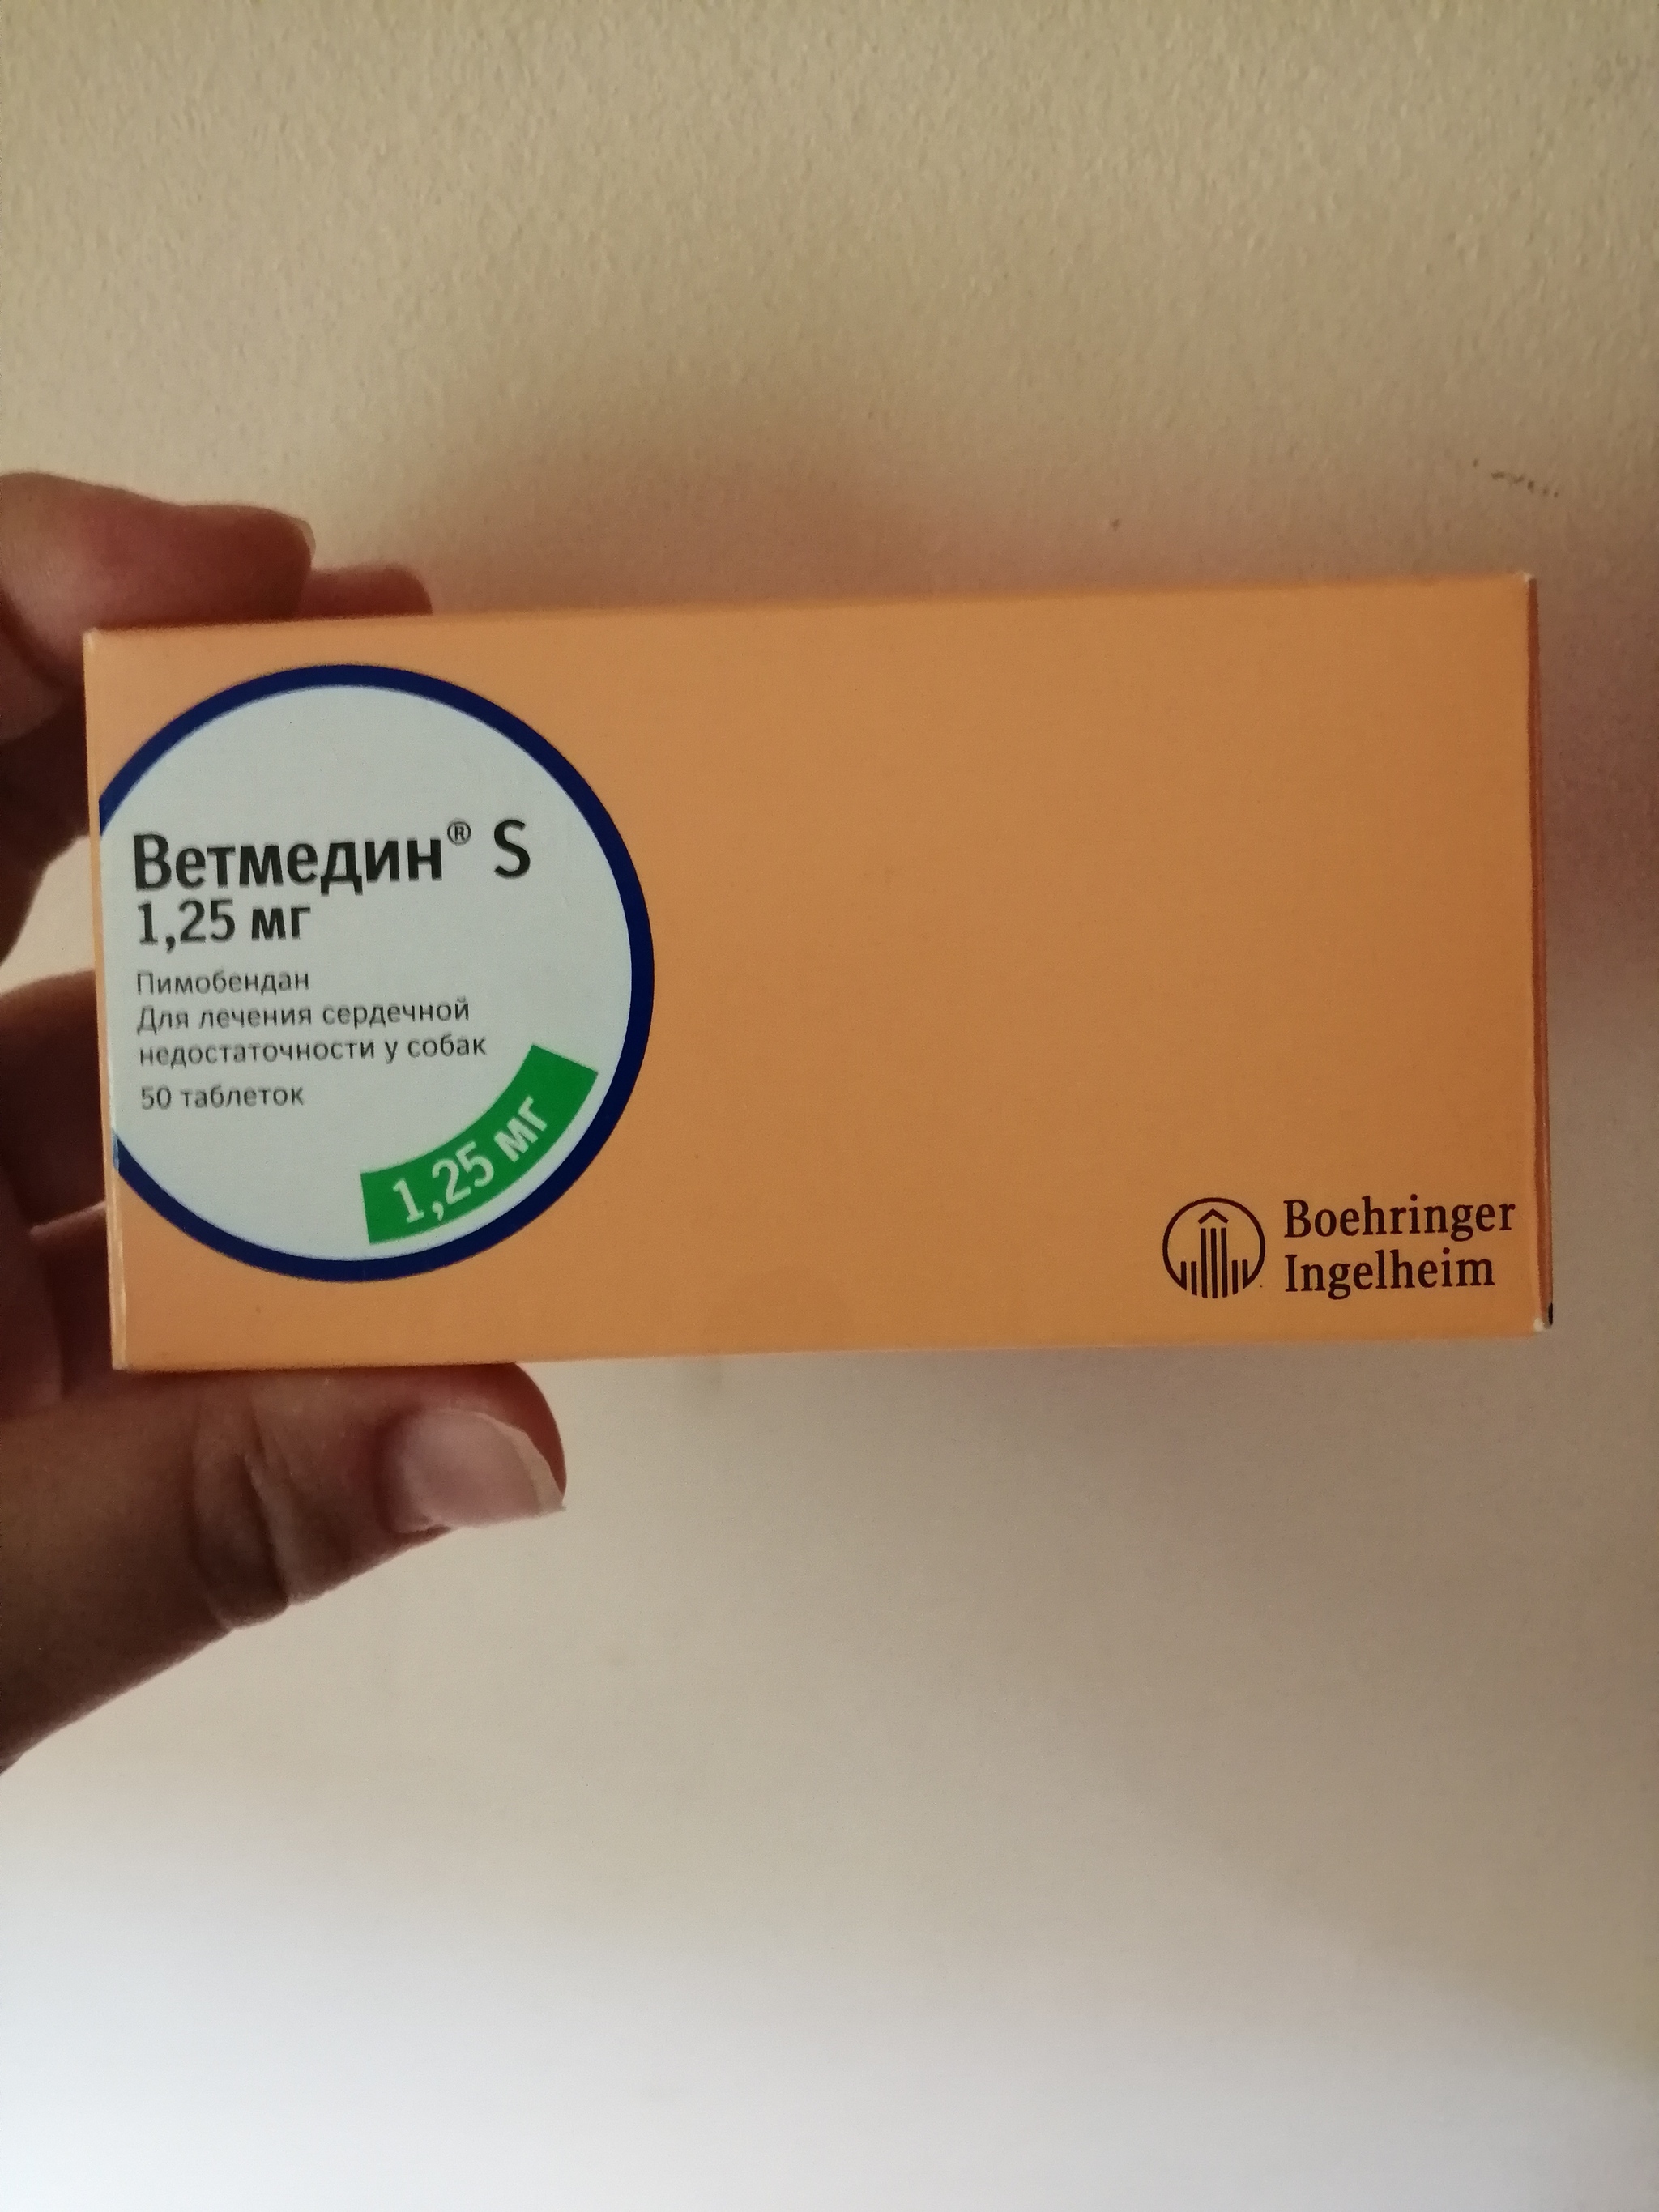 Ветмедин® S
1,25 мг
Пимобендан
Для лечения сердечной
недостаточности у собак
50 таблеток
1,25 мг
Boehringer
Ingelheim